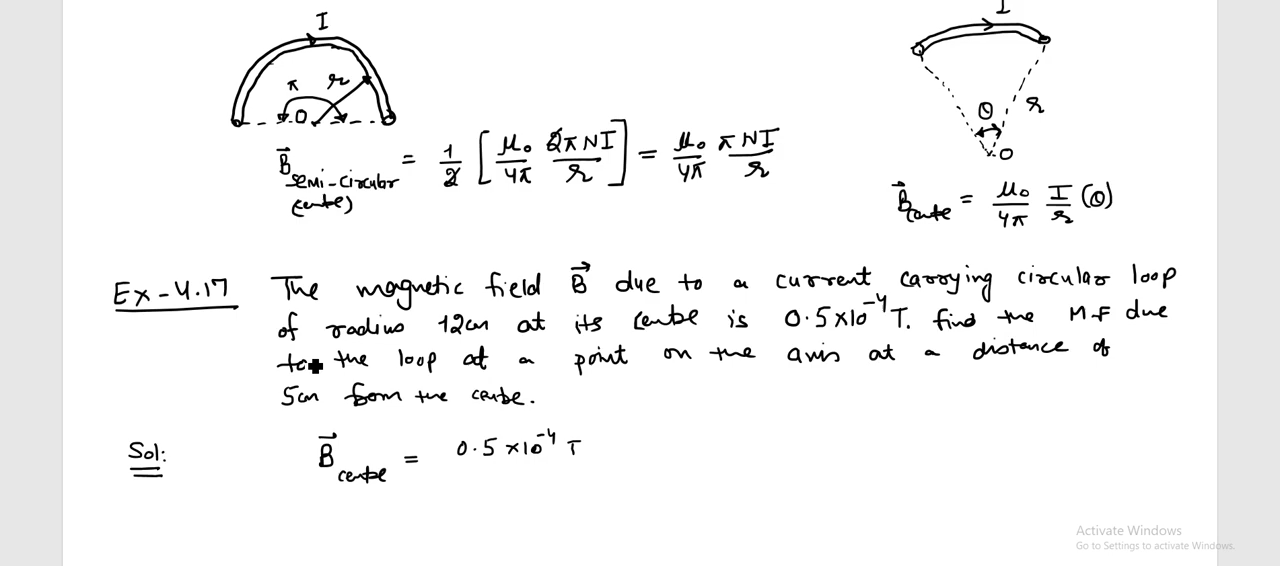 I
I
π r
O
θ r
O
B⃗ semi-circular (centre) = 1/2 [ μ₀/4π 2πNI/r ] = μ₀/4π πNI/r
B⃗ centre = μ₀/4π I/r (θ)
Ex-4.17 The magnetic field B⃗ due to a current carrying circular loop
of radius 12cm at its centre is 0.5×10⁻⁴T. find the M·F due
to the loop at a point on the axis at a distance of
5cm from the centre.
Sol: B⃗ centre = 0.5×10⁻⁴ T
Activate Windows
Go to Settings to activate Windows.